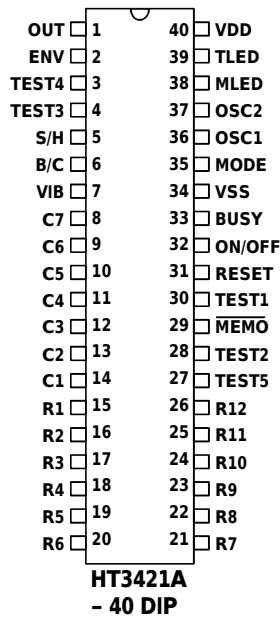 OUT 1 40 VDD
ENV 2 39 TLED
TEST4 3 38 MLED
TEST3 4 37 OSC2
S/H 5 36 OSC1
B/C 6 35 MODE
VIB 7 34 VSS
C7 8 33 BUSY
C6 9 32 ON/OFF
C5 10 31 RESET
C4 11 30 TEST1
C3 12 29 MEMO
C2 13 28 TEST2
C1 14 27 TEST5
R1 15 26 R12
R2 16 25 R11
R3 17 24 R10
R4 18 23 R9
R5 19 22 R8
R6 20 21 R7
HT3421A
– 40 DIP